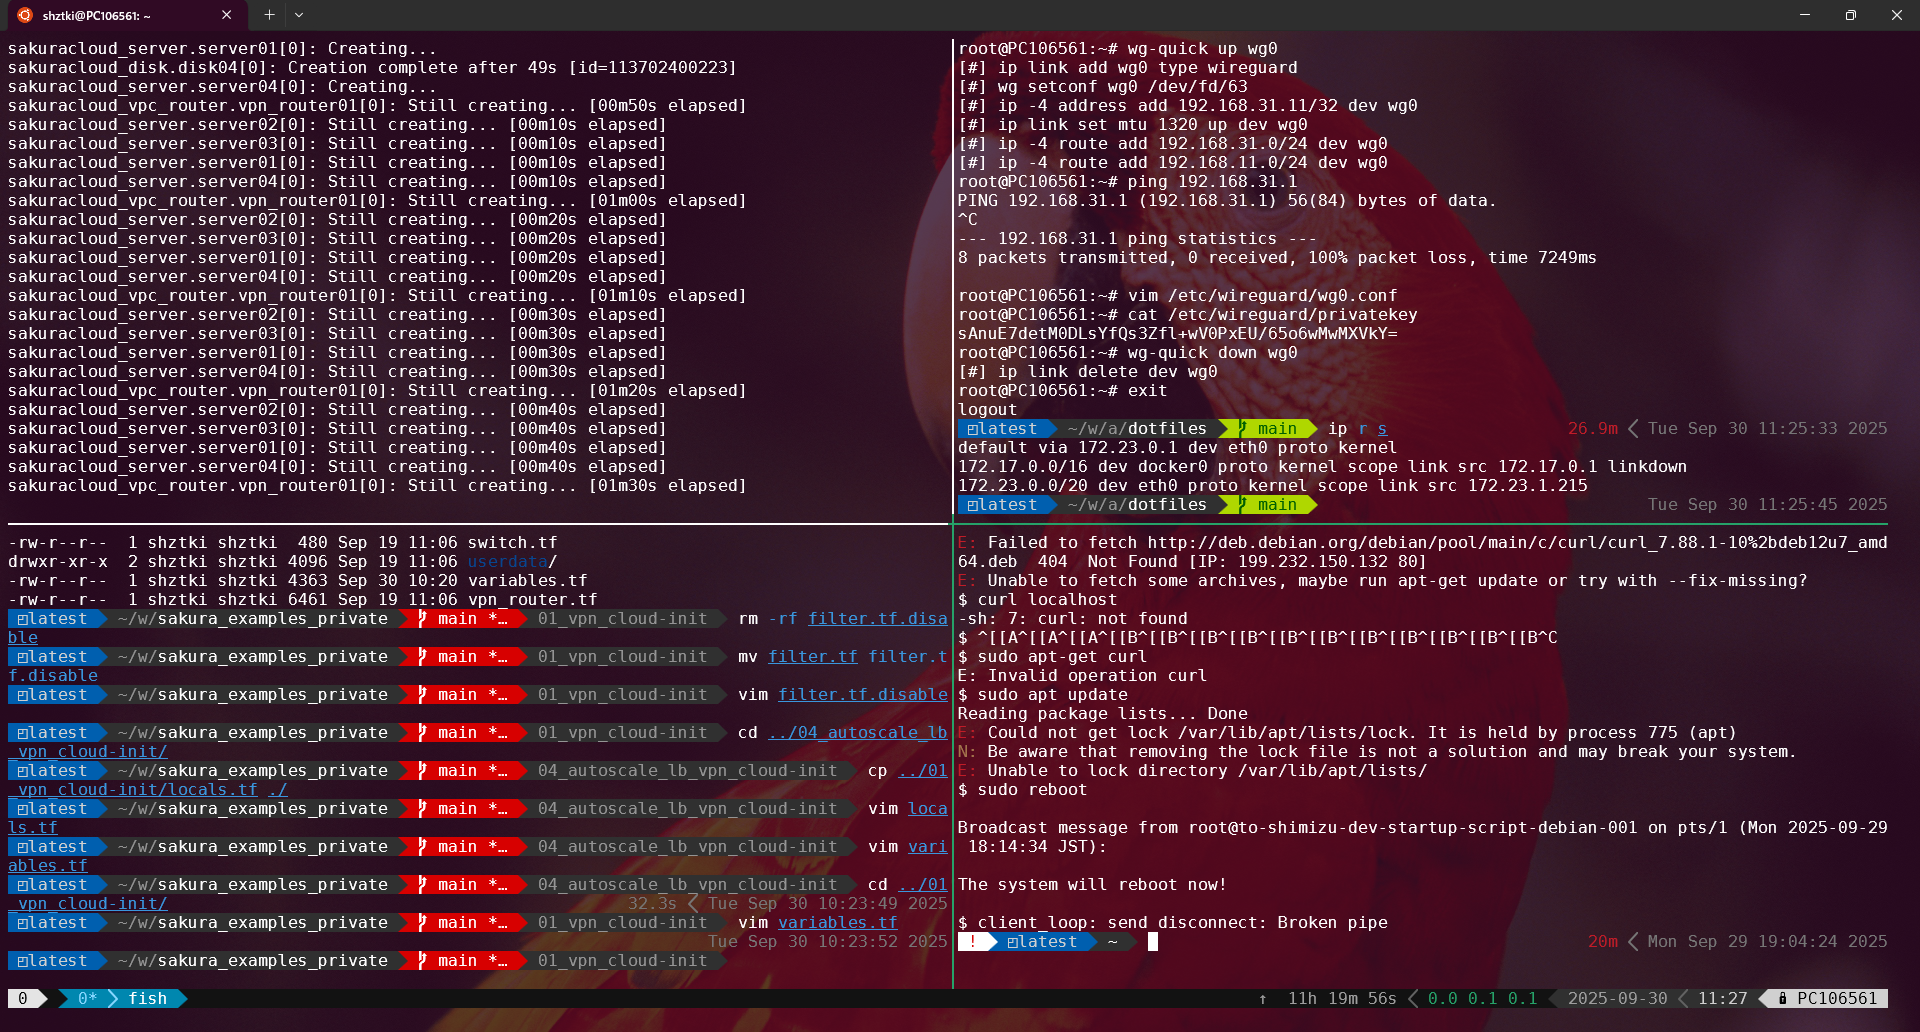 shztki@PC106561: ~
sakuracloud_server.server01[0]: Creating...
sakuracloud_disk.disk04[0]: Creation complete after 49s [id=113702400223]
sakuracloud_server.server04[0]: Creating...
sakuracloud_vpc_router.vpn_router01[0]: Still creating... [00m50s elapsed]
sakuracloud_server.server02[0]: Still creating... [00m10s elapsed]
sakuracloud_server.server03[0]: Still creating... [00m10s elapsed]
sakuracloud_server.server01[0]: Still creating... [00m10s elapsed]
sakuracloud_server.server04[0]: Still creating... [00m10s elapsed]
sakuracloud_vpc_router.vpn_router01[0]: Still creating... [01m00s elapsed]
sakuracloud_server.server02[0]: Still creating... [00m20s elapsed]
sakuracloud_server.server03[0]: Still creating... [00m20s elapsed]
sakuracloud_server.server01[0]: Still creating... [00m20s elapsed]
sakuracloud_server.server04[0]: Still creating... [00m20s elapsed]
sakuracloud_vpc_router.vpn_router01[0]: Still creating... [01m10s elapsed]
sakuracloud_server.server02[0]: Still creating... [00m30s elapsed]
sakuracloud_server.server03[0]: Still creating... [00m30s elapsed]
sakuracloud_server.server01[0]: Still creating... [00m30s elapsed]
sakuracloud_server.server04[0]: Still creating... [00m30s elapsed]
sakuracloud_vpc_router.vpn_router01[0]: Still creating... [01m20s elapsed]
sakuracloud_server.server02[0]: Still creating... [00m40s elapsed]
sakuracloud_server.server03[0]: Still creating... [00m40s elapsed]
sakuracloud_server.server01[0]: Still creating... [00m40s elapsed]
sakuracloud_server.server04[0]: Still creating... [00m40s elapsed]
sakuracloud_vpc_router.vpn_router01[0]: Still creating... [01m30s elapsed]
root@PC106561:~# wg-quick up wg0
[#] ip link add wg0 type wireguard
[#] wg setconf wg0 /dev/fd/63
[#] ip -4 address add 192.168.31.11/32 dev wg0
[#] ip link set mtu 1320 up dev wg0
[#] ip -4 route add 192.168.31.0/24 dev wg0
[#] ip -4 route add 192.168.11.0/24 dev wg0
root@PC106561:~# ping 192.168.31.1
PING 192.168.31.1 (192.168.31.1) 56(84) bytes of data.
^C
--- 192.168.31.1 ping statistics ---
8 packets transmitted, 0 received, 100% packet loss, time 7249ms
root@PC106561:~# vim /etc/wireguard/wg0.conf
root@PC106561:~# cat /etc/wireguard/privatekey
sAnuE7detM0DLsYfQs3Zfl+wV0PxEU/65o6wMwMXVkY=
root@PC106561:~# wg-quick down wg0
[#] ip link delete dev wg0
root@PC106561:~# exit
logout
latest ~/w/a/dotfiles main ip r s 26.9m Tue Sep 30 11:25:33 2025
default via 172.23.0.1 dev eth0 proto kernel
172.17.0.0/16 dev docker0 proto kernel scope link src 172.17.0.1 linkdown
172.23.0.0/20 dev eth0 proto kernel scope link src 172.23.1.215
latest ~/w/a/dotfiles main Tue Sep 30 11:25:45 2025
-rw-r--r-- 1 shztki shztki 480 Sep 19 11:06 switch.tf
drwxr-xr-x 2 shztki shztki 4096 Sep 19 11:06 userdata/
-rw-r--r-- 1 shztki shztki 4363 Sep 30 10:20 variables.tf
-rw-r--r-- 1 shztki shztki 6461 Sep 19 11:06 vpn_router.tf
latest ~/w/sakura_examples_private main *… 01_vpn_cloud-init rm -rf filter.tf.disa
ble
latest ~/w/sakura_examples_private main *… 01_vpn_cloud-init mv filter.tf filter.t
f.disable
latest ~/w/sakura_examples_private main *… 01_vpn_cloud-init vim filter.tf.disable
latest ~/w/sakura_examples_private main *… 01_vpn_cloud-init cd ../04_autoscale_lb
_vpn_cloud-init/
latest ~/w/sakura_examples_private main *… 04_autoscale_lb_vpn_cloud-init cp ../01
_vpn_cloud-init/locals.tf ./
latest ~/w/sakura_examples_private main *… 04_autoscale_lb_vpn_cloud-init vim loca
ls.tf
latest ~/w/sakura_examples_private main *… 04_autoscale_lb_vpn_cloud-init vim vari
ables.tf
latest ~/w/sakura_examples_private main *… 04_autoscale_lb_vpn_cloud-init cd ../01
_vpn_cloud-init/ 32.3s Tue Sep 30 10:23:49 2025
latest ~/w/sakura_examples_private main *… 01_vpn_cloud-init vim variables.tf
Tue Sep 30 10:23:52 2025
latest ~/w/sakura_examples_private main *… 01_vpn_cloud-init
E: Failed to fetch http://deb.debian.org/debian/pool/main/c/curl/curl_7.88.1-10%2bdeb12u7_amd
64.deb 404 Not Found [IP: 199.232.150.132 80]
E: Unable to fetch some archives, maybe run apt-get update or try with --fix-missing?
$ curl localhost
-sh: 7: curl: not found
$ ^[[A^[[A^[[A^[[B^[[B^[[B^[[B^[[B^[[B^[[B^[[B^[[B^[[B^[[B^C
$ sudo apt-get curl
E: Invalid operation curl
$ sudo apt update
Reading package lists... Done
E: Could not get lock /var/lib/apt/lists/lock. It is held by process 775 (apt)
N: Be aware that removing the lock file is not a solution and may break your system.
E: Unable to lock directory /var/lib/apt/lists/
$ sudo reboot
Broadcast message from root@to-shimizu-dev-startup-script-debian-001 on pts/1 (Mon 2025-09-29
18:14:34 JST):
The system will reboot now!
$ client_loop: send disconnect: Broken pipe
! latest ~ 20m Mon Sep 29 19:04:24 2025
0 0* fish ↑ 11h 19m 56s 0.0 0.1 0.1 2025-09-30 11:27 PC106561